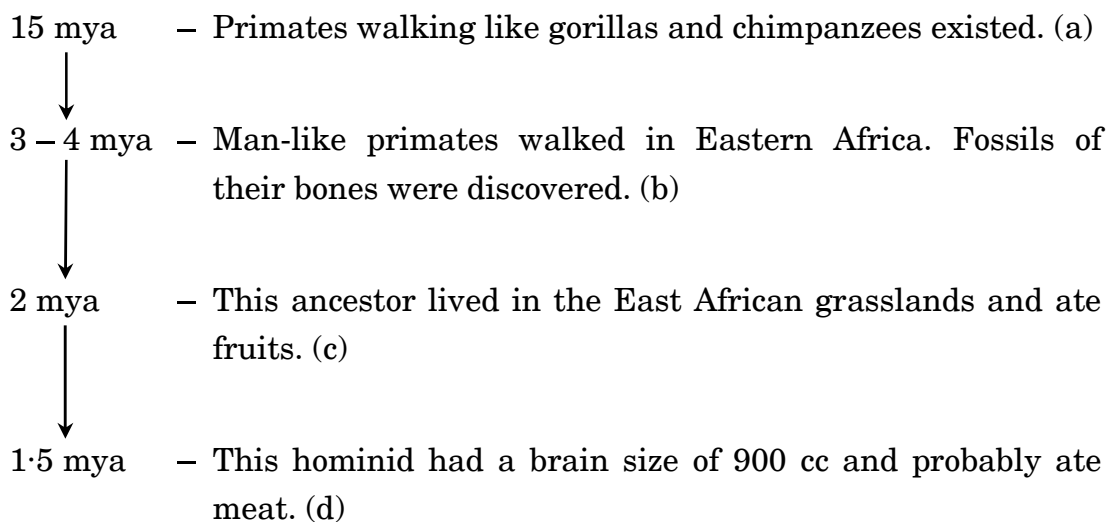 15 mya – Primates walking like gorillas and chimpanzees existed. (a)
3 – 4 mya – Man-like primates walked in Eastern Africa. Fossils of
their bones were discovered. (b)
2 mya – This ancestor lived in the East African grasslands and ate
fruits. (c)
1·5 mya – This hominid had a brain size of 900 cc and probably ate
meat. (d)